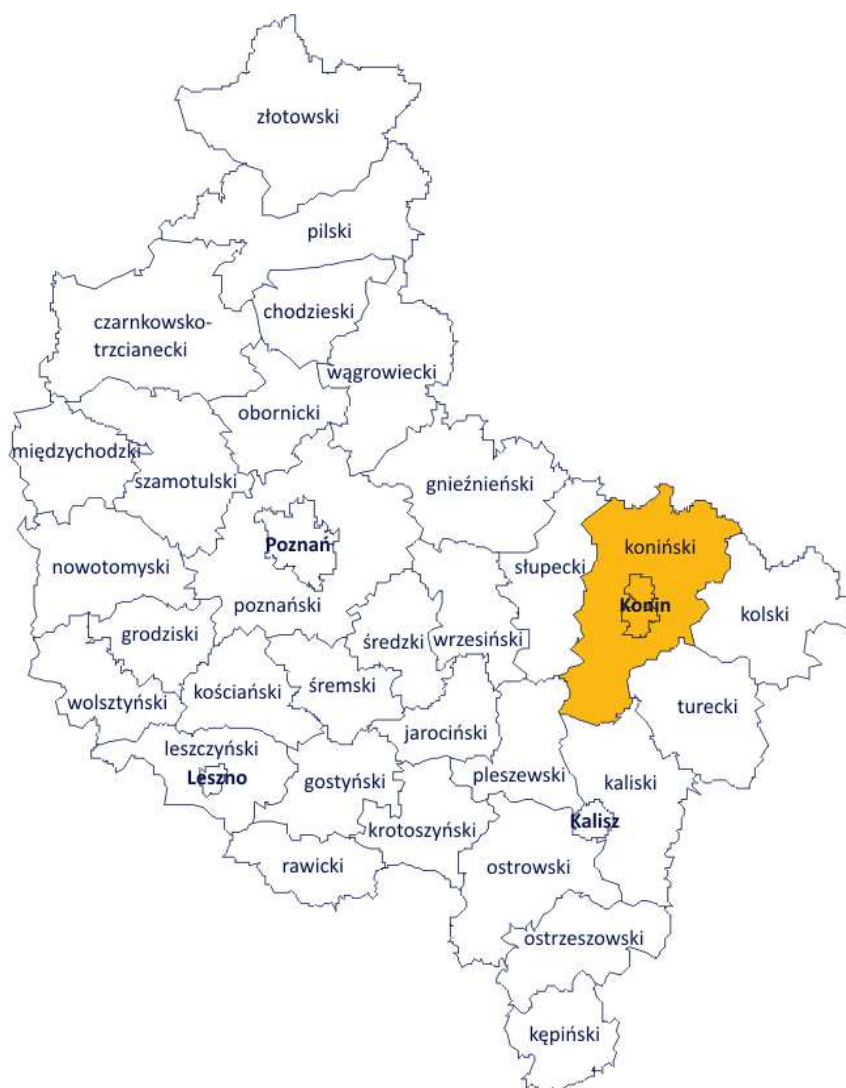 złotowski
pilski
chodzieski
czarnkowsko-
trzcianecki
wągrowiecki
obornicki
międzychodzki
szamotulski
gnieźnieński
Poznań
koniński
nowotomyski
słupecki
poznański
Konin
kolski
grodziski
średzki
wrzesiński
wolsztyński
kościański
śremski
turecki
jarociński
leszczyński
Leszno
gostyński
pleszewski
kaliski
krotoszyński
Kalisz
rawicki
ostrowski
ostrzeszowski
kępiński